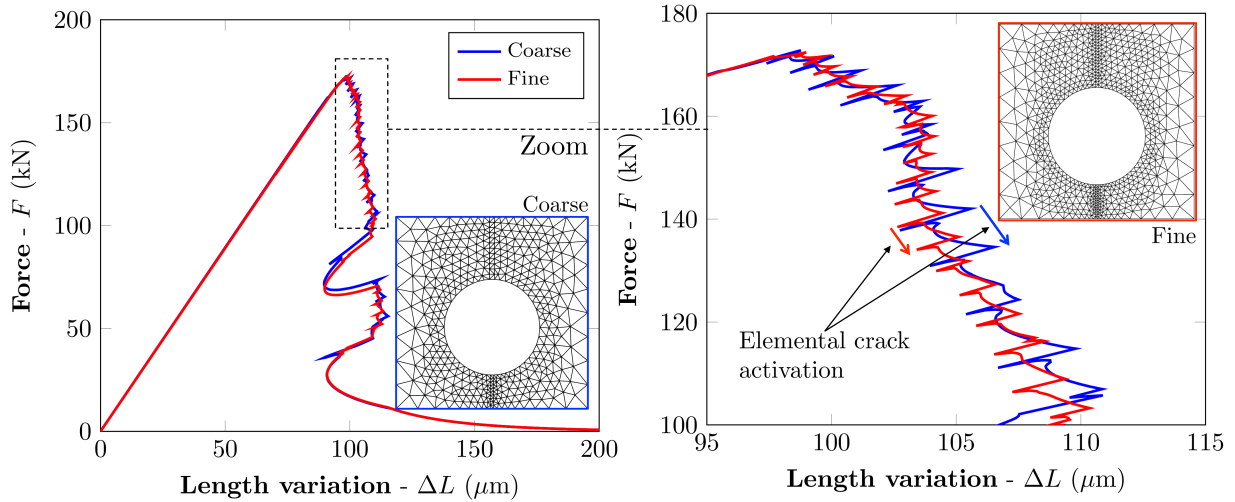 200
150
100
50
0
0
50
100
150
200
Force - F (kN)
Length variation - ΔL (μm)
Coarse
Fine
Zoom
Coarse
180
160
140
120
100
95
100
105
110
115
Force - F (kN)
Length variation - ΔL (μm)
Fine
Elemental crack
activation